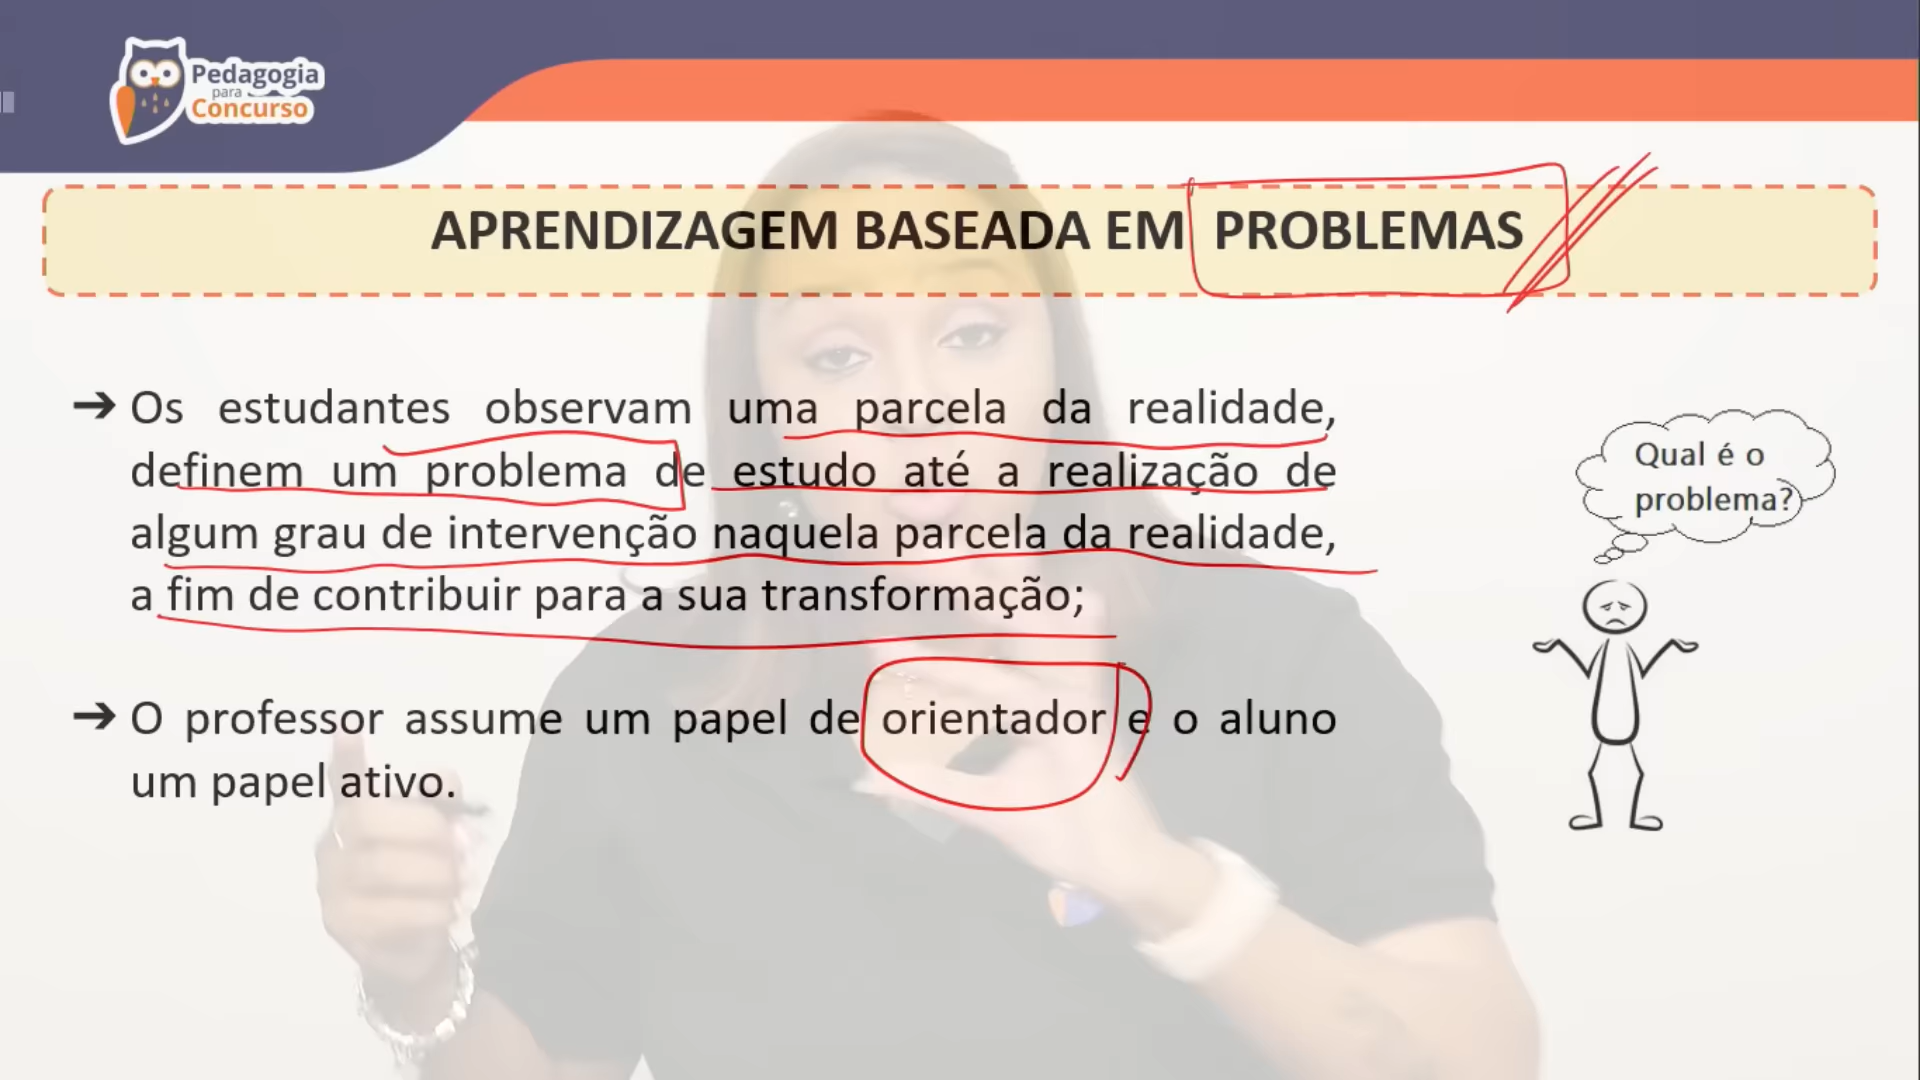 Pedagogia
para
Concurso
APRENDIZAGEM BASEADA EM PROBLEMAS
➔ Os estudantes observam uma parcela da realidade,
definem um problema de estudo até a realização de
algum grau de intervenção naquela parcela da realidade,
a fim de contribuir para a sua transformação;
➔ O professor assume um papel de orientador e o aluno
um papel ativo.
Qual é o
problema?